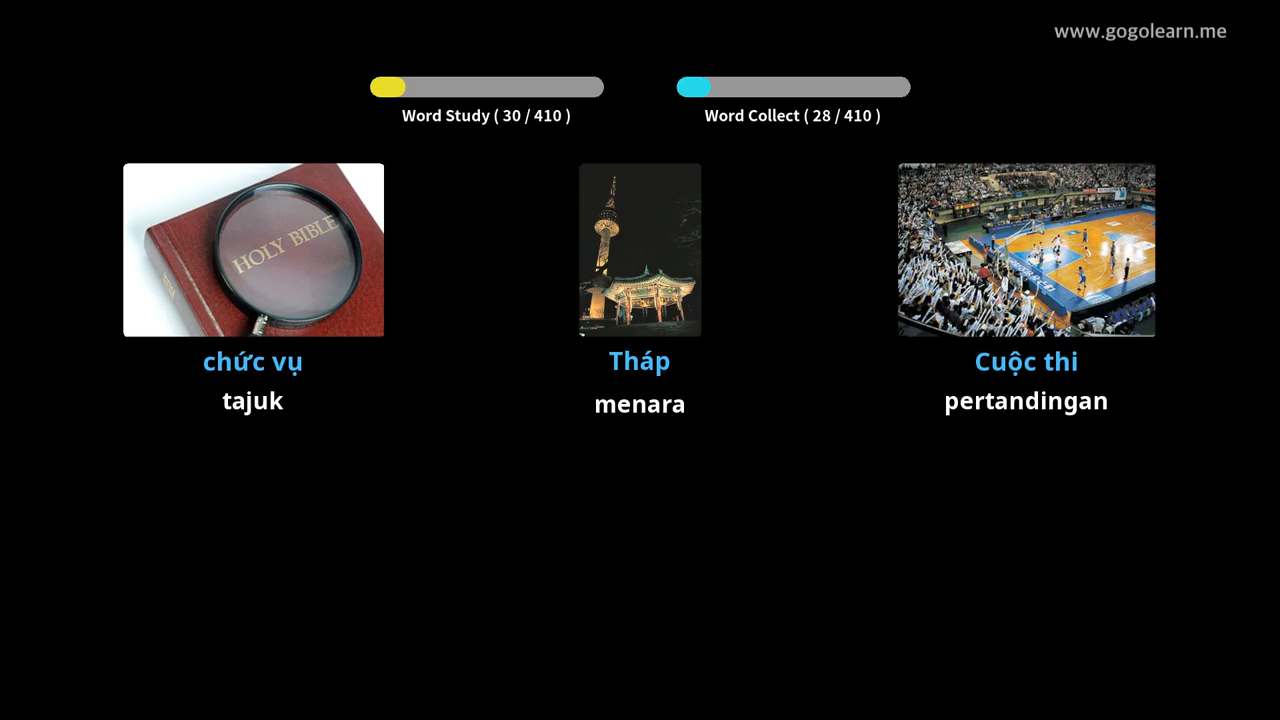 www.gogolearn.me
Word Study ( 30 / 410 )
Word Collect ( 28 / 410 )
HOLY BIBLE
chức vụ
tajuk
Tháp
menara
Cuộc thi
pertandingan